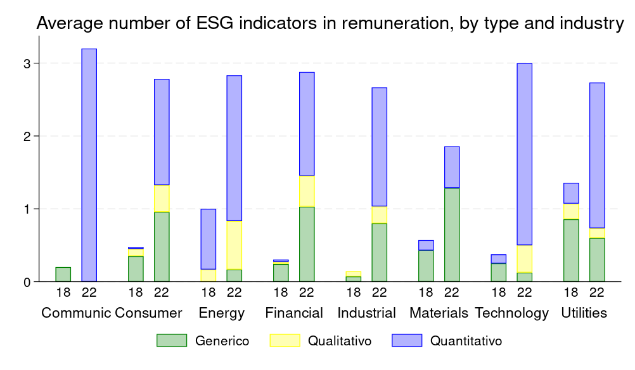 Average number of ESG indicators in remuneration, by type and industry
3
2
1
0
18 22 18 22 18 22 18 22 18 22 18 22 18 22 18 22
Communic Consumer Energy Financial Industrial Materials Technology Utilities
Generico Qualitativo Quantitativo